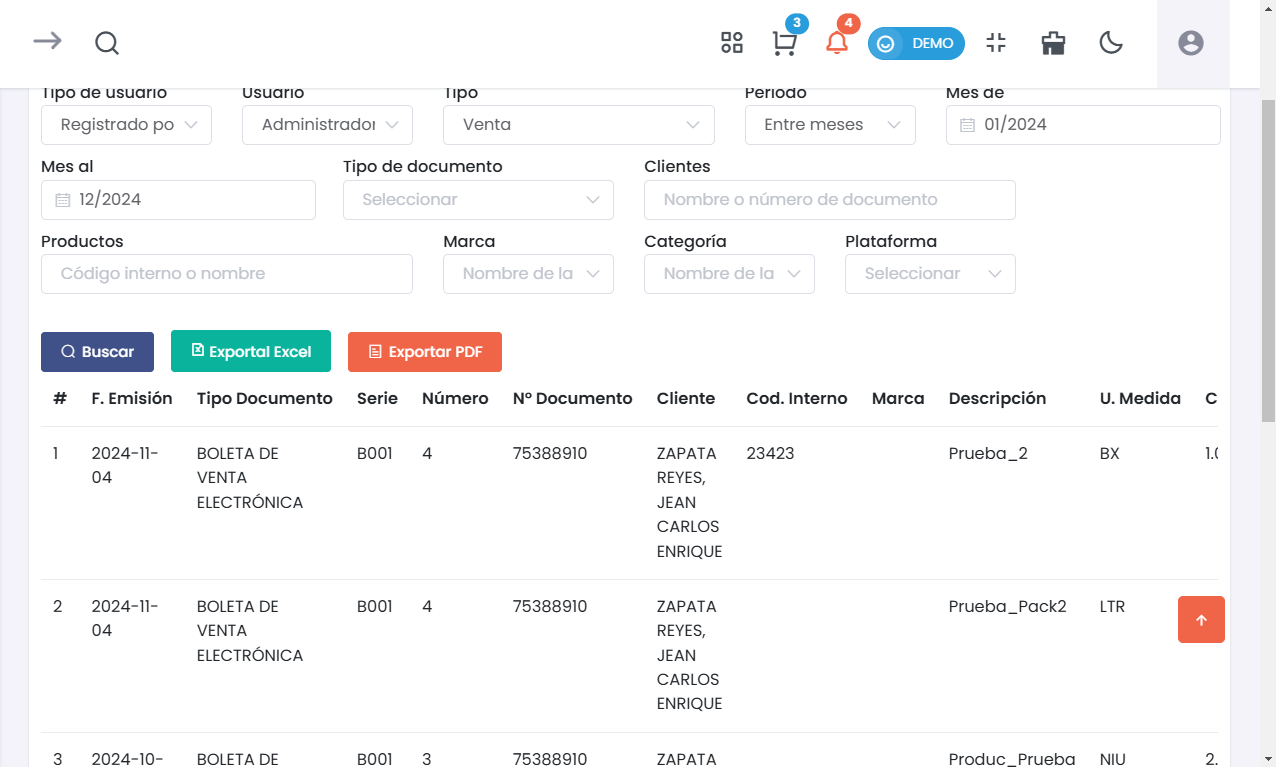 3
4
DEMO
Tipo de usuario
Usuario
Tipo
Periodo
Mes de
Registrado po
Administrador
Venta
Entre meses
01/2024
Mes al
Tipo de documento
Clientes
12/2024
Seleccionar
Nombre o número de documento
Productos
Marca
Categoría
Plataforma
Código interno o nombre
Nombre de la
Nombre de la
Seleccionar
Buscar
Exportal Excel
Exportar PDF
# F. Emisión Tipo Documento Serie Número N° Documento Cliente Cod. Interno Marca Descripción U. Medida C
1 2024-11- BOLETA DE B001 4 75388910 ZAPATA 23423 Prueba_2 BX 1.0
04 VENTA REYES,
ELECTRÓNICA JEAN
CARLOS
ENRIQUE
2 2024-11- BOLETA DE B001 4 75388910 ZAPATA Prueba_Pack2 LTR
04 VENTA REYES,
ELECTRÓNICA JEAN
CARLOS
ENRIQUE
3 2024-10- BOLETA DE B001 3 75388910 ZAPATA Produc_Prueba NIU 2.